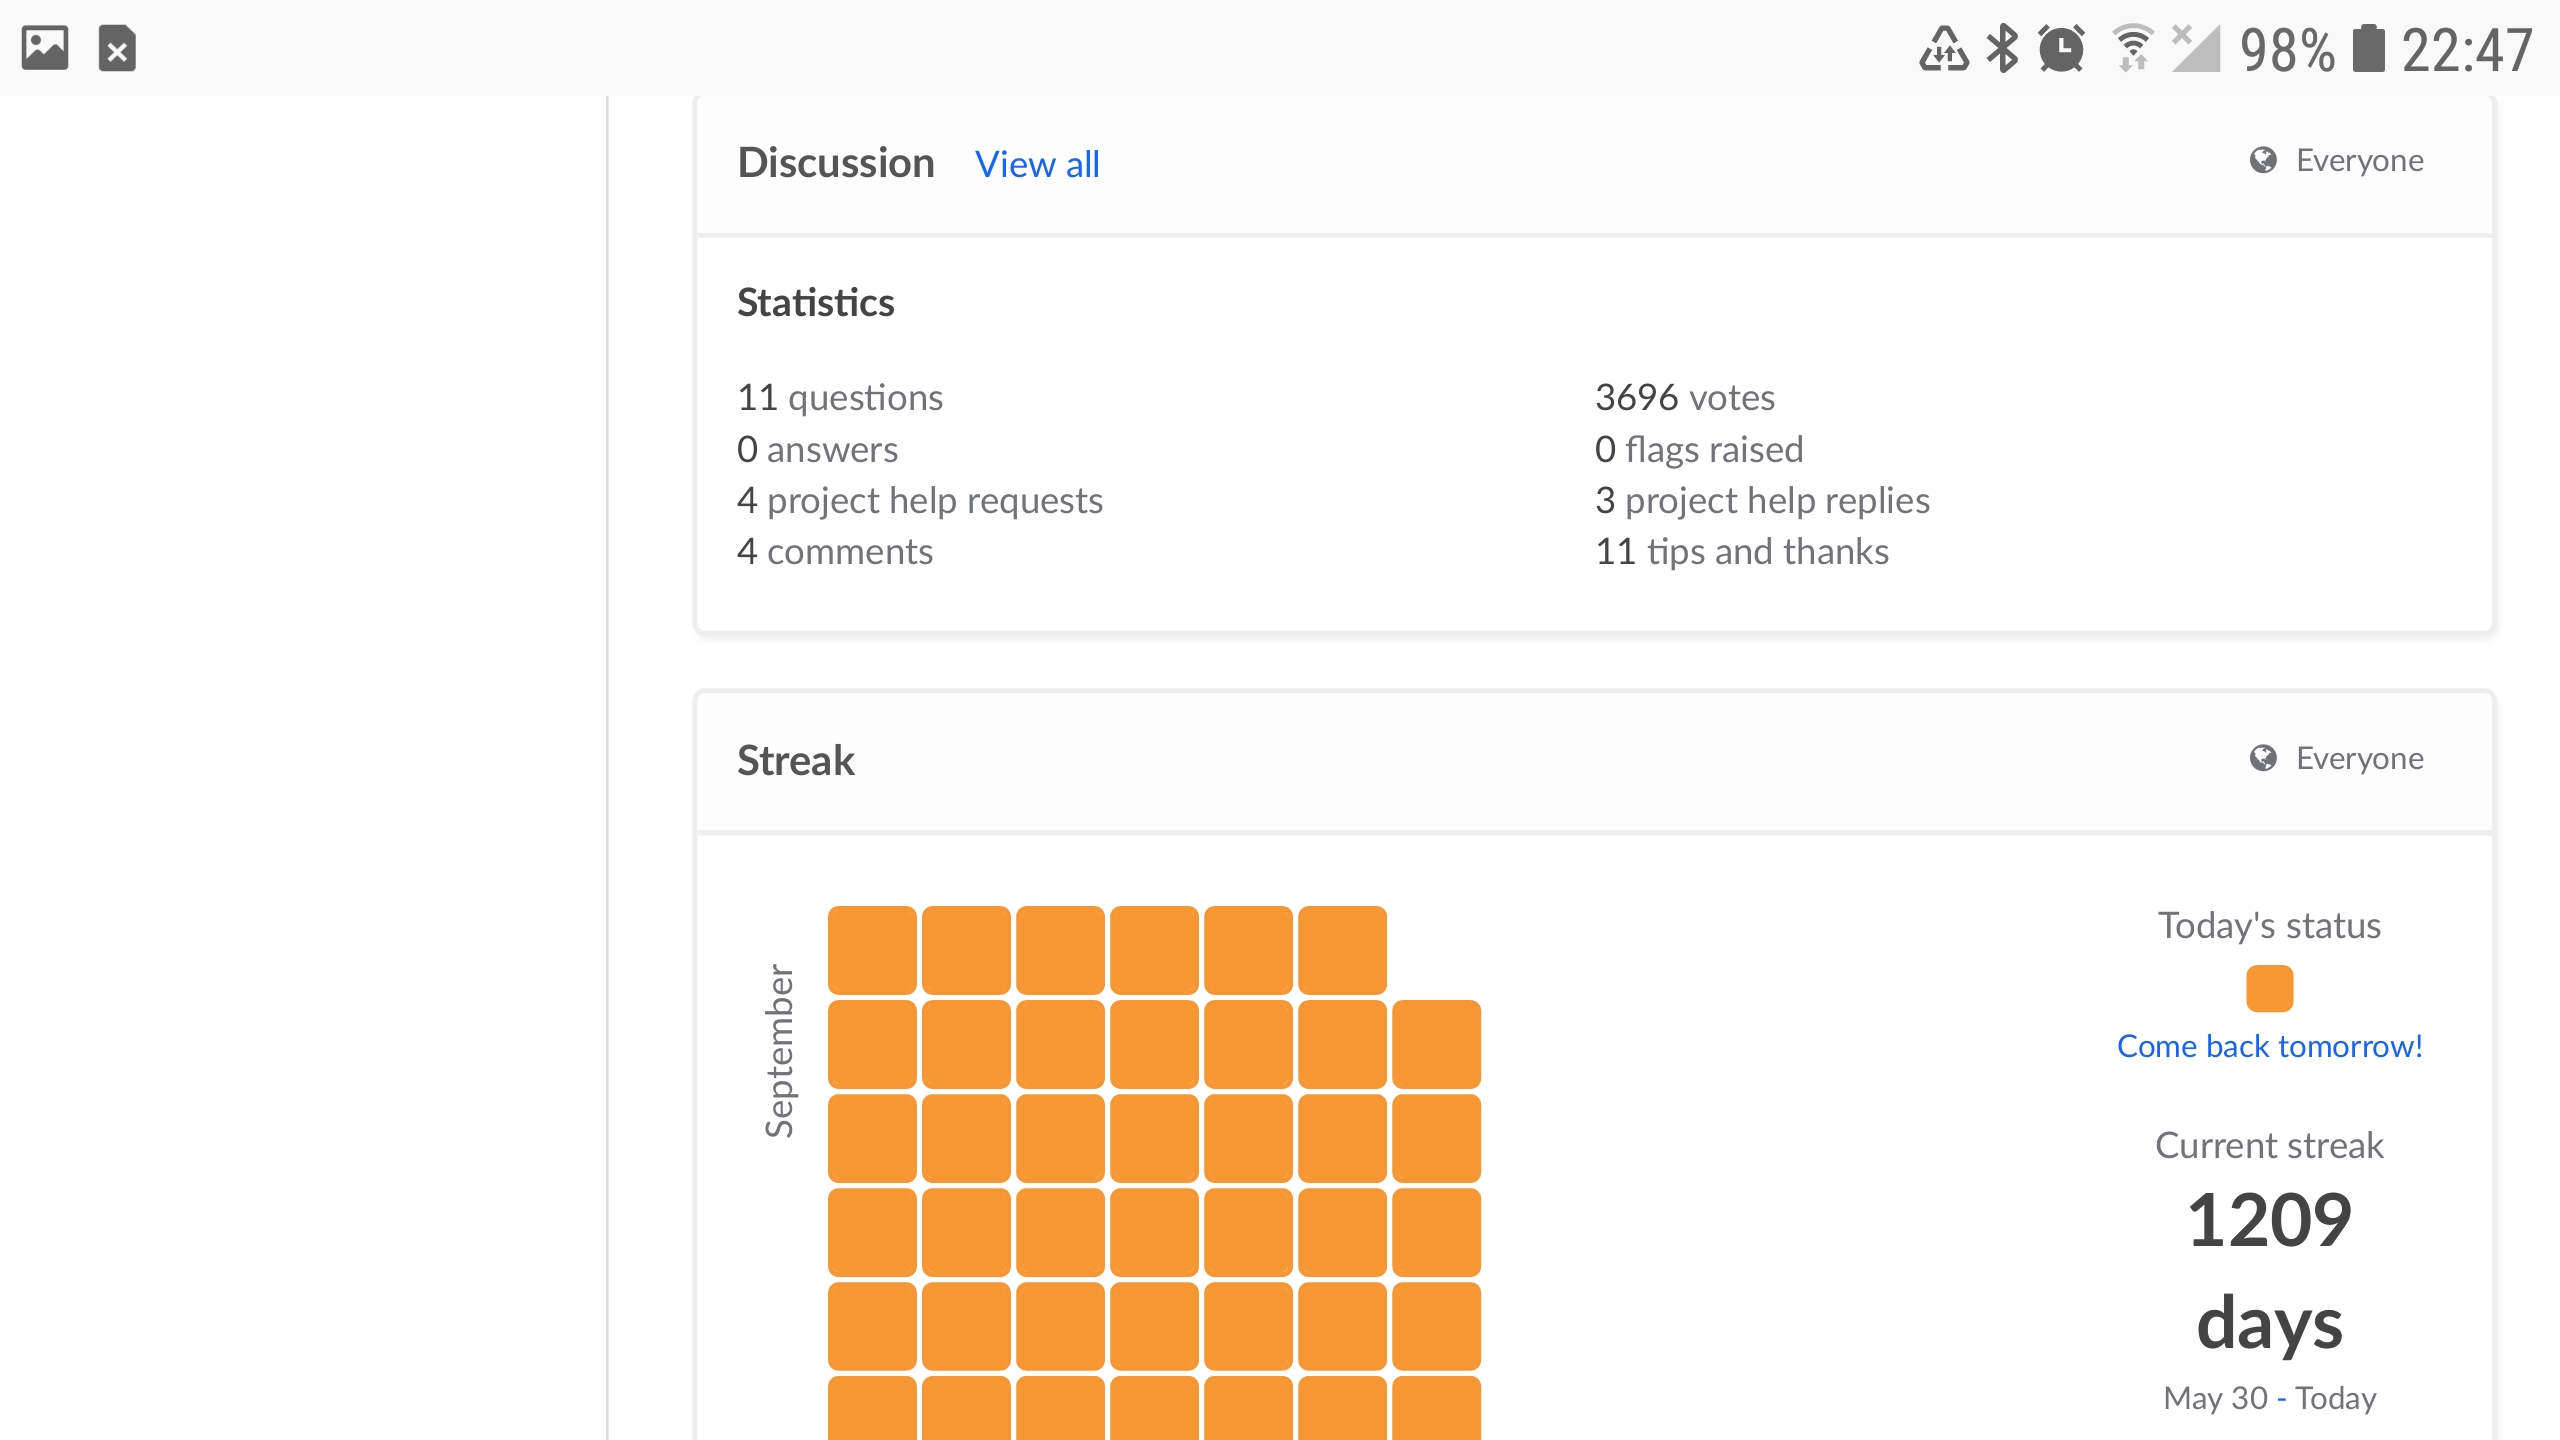 98% 22:47
Discussion View all Everyone
Statistics
11 questions
0 answers
4 project help requests
4 comments
3696 votes
0 flags raised
3 project help replies
11 tips and thanks
Streak Everyone
September
Today's status
Come back tomorrow!
Current streak
1209
days
May 30 - Today